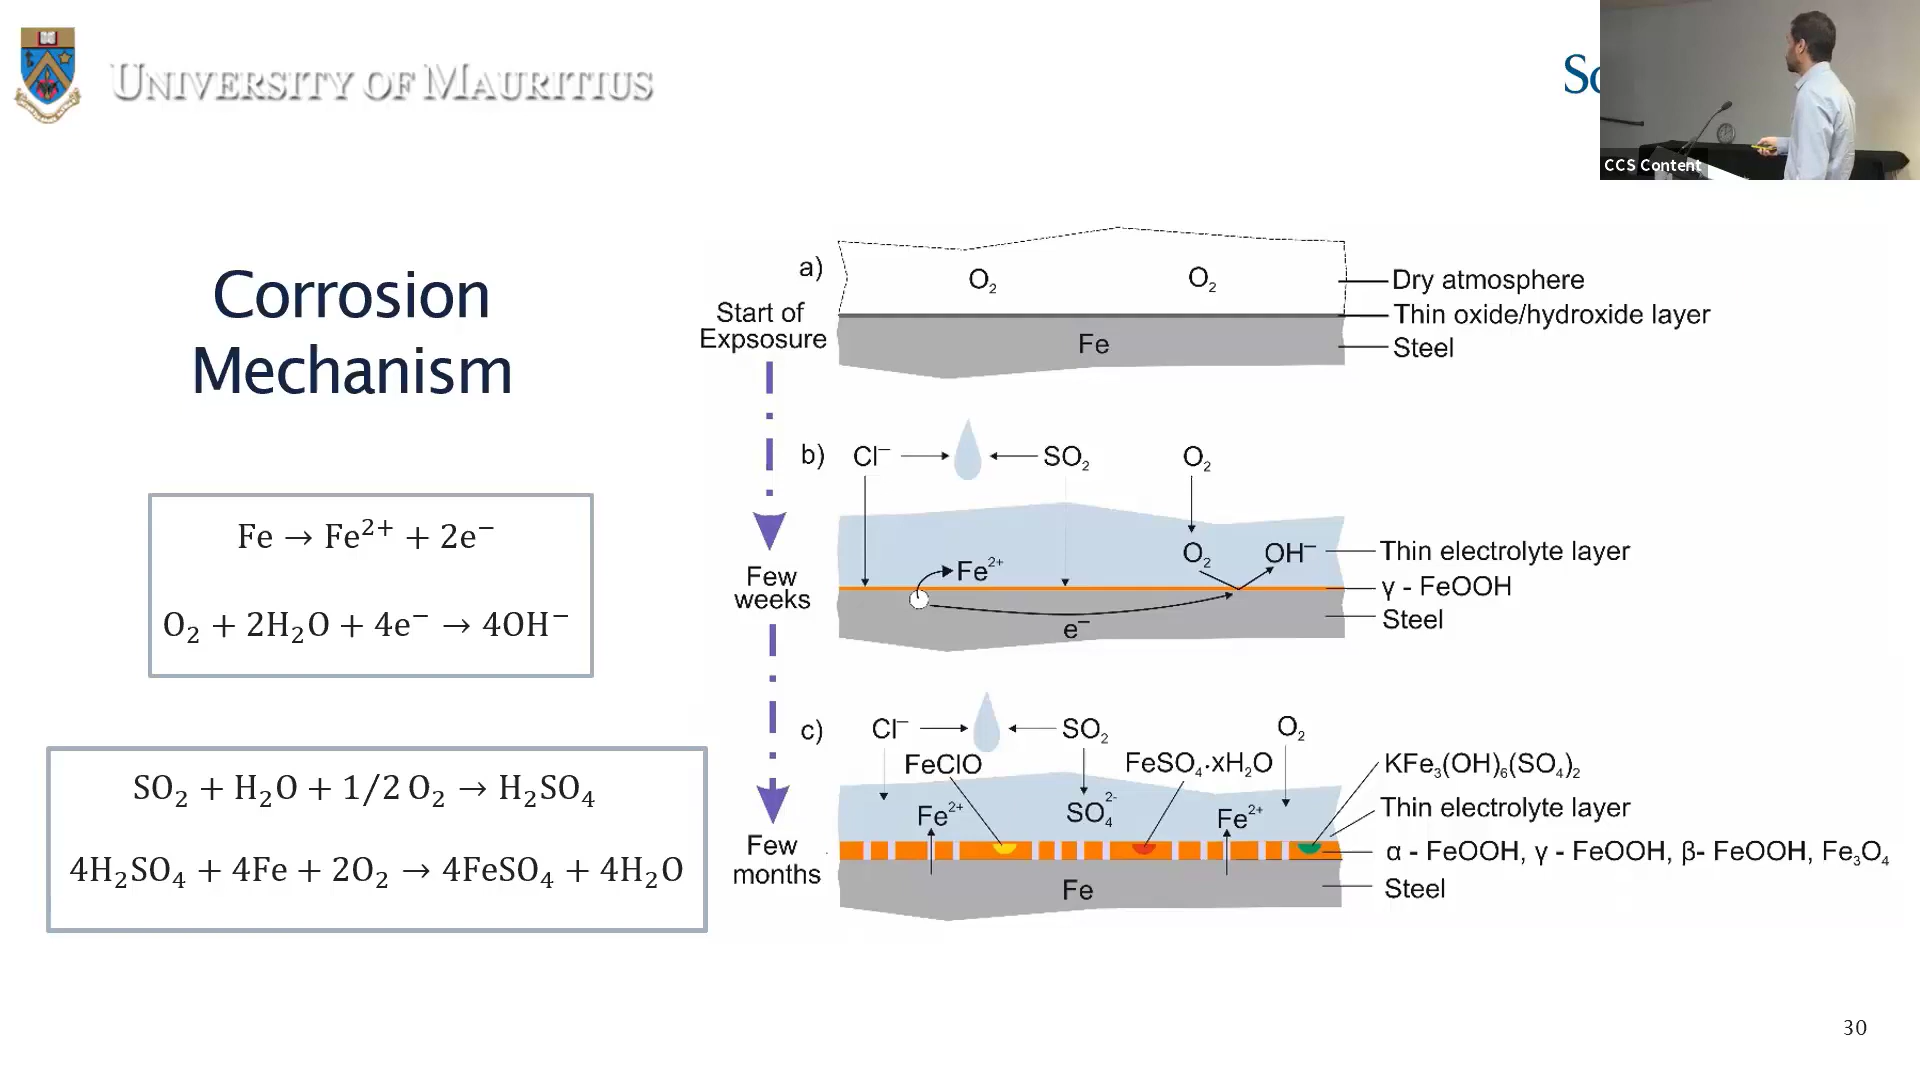 UNIVERSITY OF MAURITIUS
CCS Content
Corrosion
Mechanism
Fe → Fe²⁺ + 2e⁻
O₂ + 2H₂O + 4e⁻ → 4OH⁻
SO₂ + H₂O + 1/2 O₂ → H₂SO₄
4H₂SO₄ + 4Fe + 2O₂ → 4FeSO₄ + 4H₂O
a)
Start of
Expsosure
O₂ O₂
Fe
Dry atmosphere
Thin oxide/hydroxide layer
Steel
b)
Few
weeks
Cl⁻ SO₂ O₂
Fe²⁺ O₂ OH⁻
e⁻
Thin electrolyte layer
γ - FeOOH
Steel
c)
Few
months
Cl⁻ SO₂ O₂
FeClO FeSO₄·xH₂O
Fe²⁺ SO₄²⁻ Fe²⁺
Fe
KFe₃(OH)₆(SO₄)₂
Thin electrolyte layer
α - FeOOH, γ - FeOOH, β- FeOOH, Fe₃O₄
Steel
30